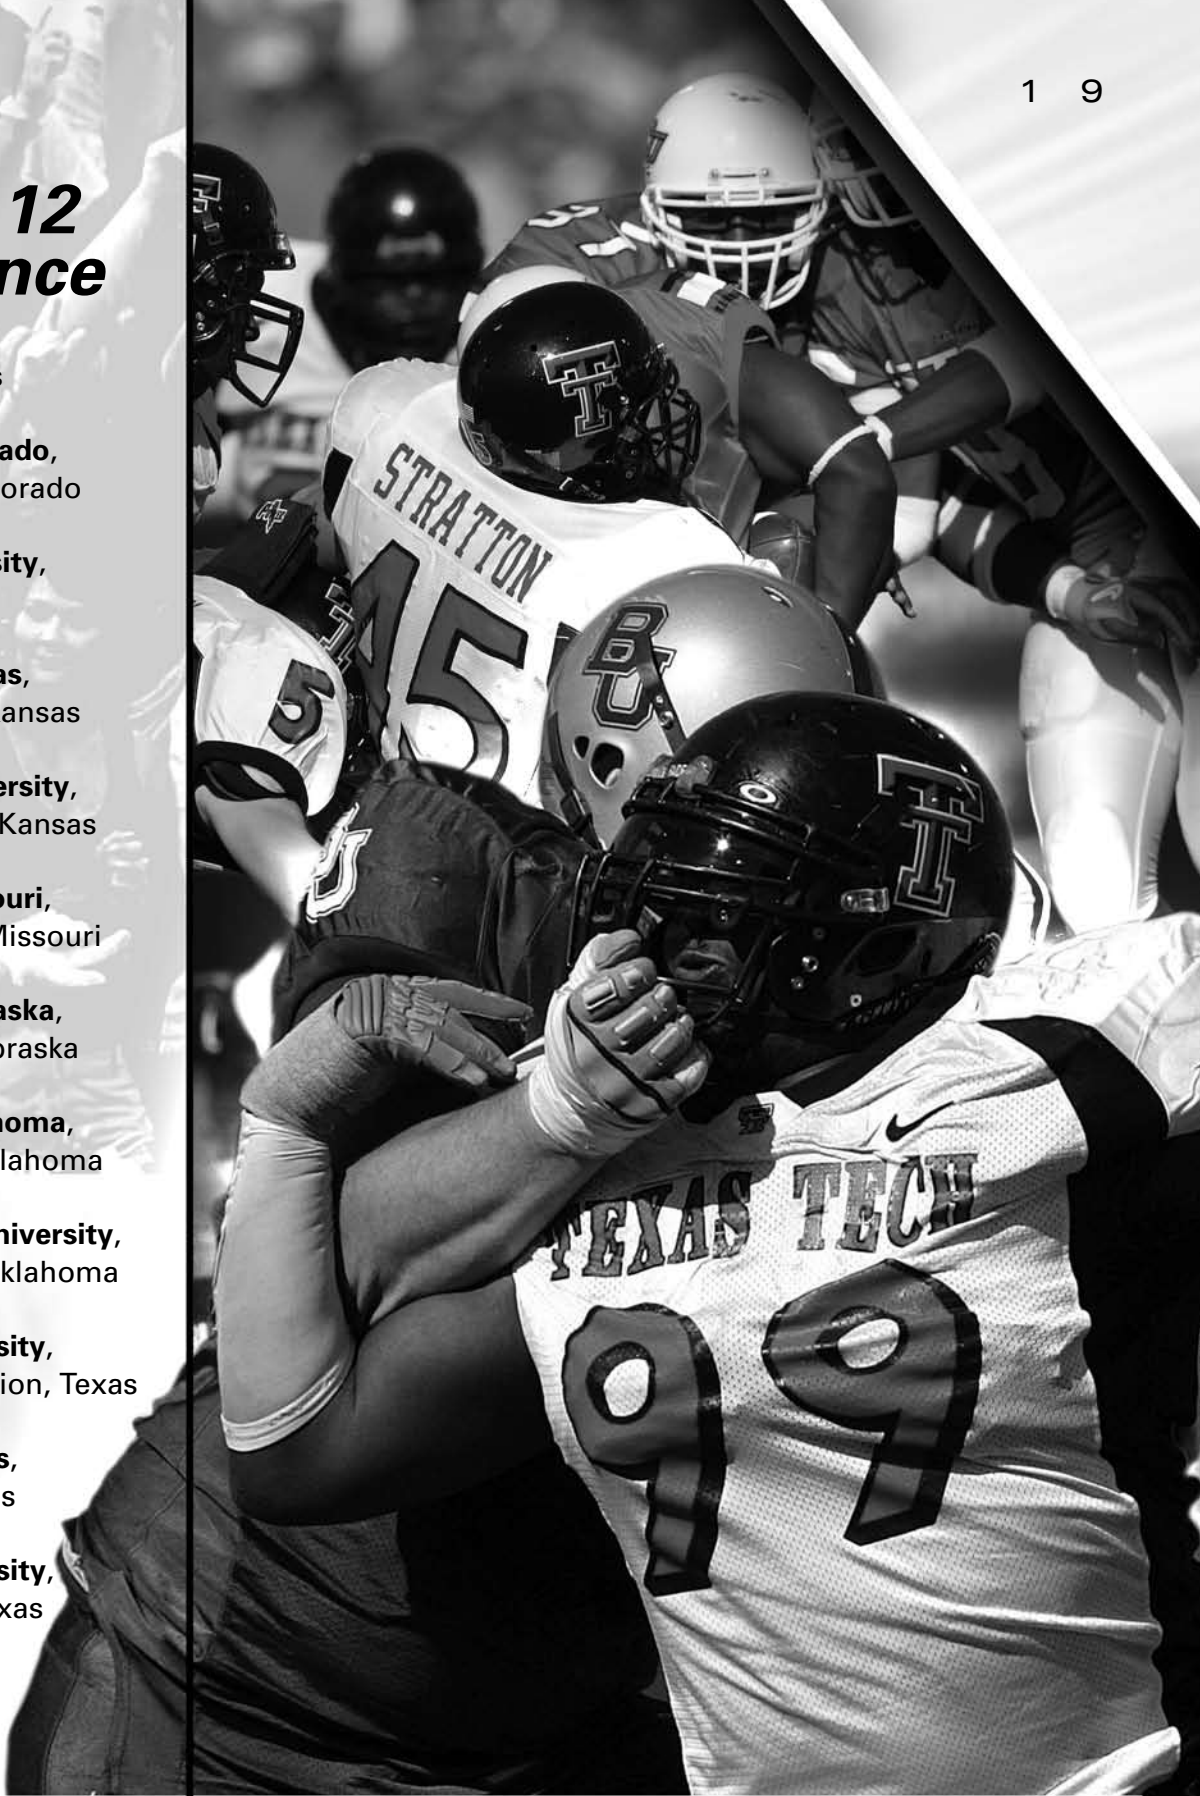 1 9
12
nce
s
ado,
orado
sity,
as,
ansas
ersity,
Kansas
ouri,
Missouri
aska,
braska
homa,
lahoma
niversity,
klahoma
sity,
ion, Texas
s,
s
sity,
xas
STRATTON
45
5
BU
TEXAS TECH
99